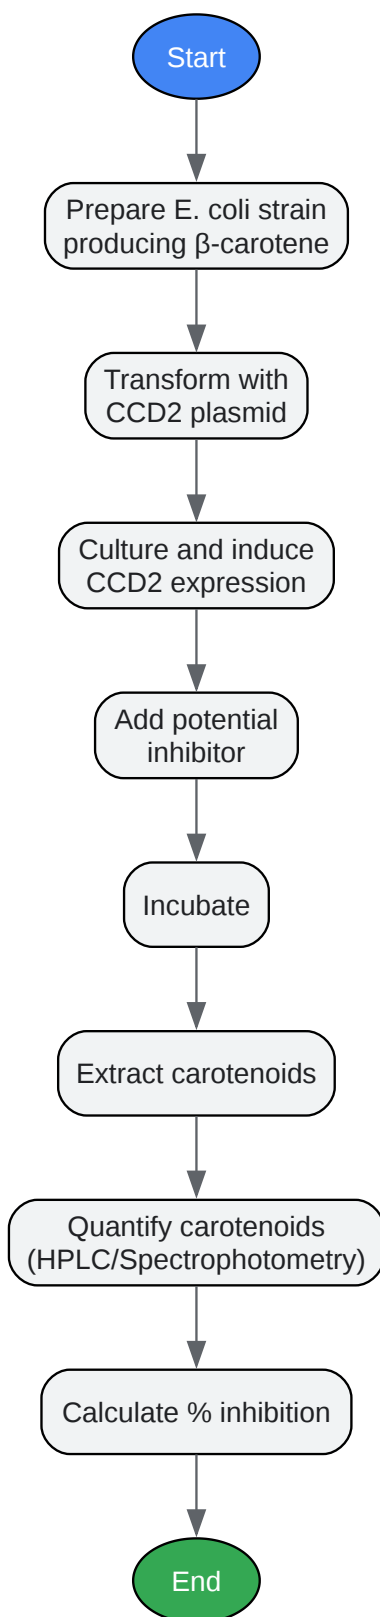 Start
Prepare E. coli strain
producing β-carotene
Transform with
CCD2 plasmid
Culture and induce
CCD2 expression
Add potential
inhibitor
Incubate
Extract carotenoids
Quantify carotenoids
(HPLC/Spectrophotometry)
Calculate % inhibition
End